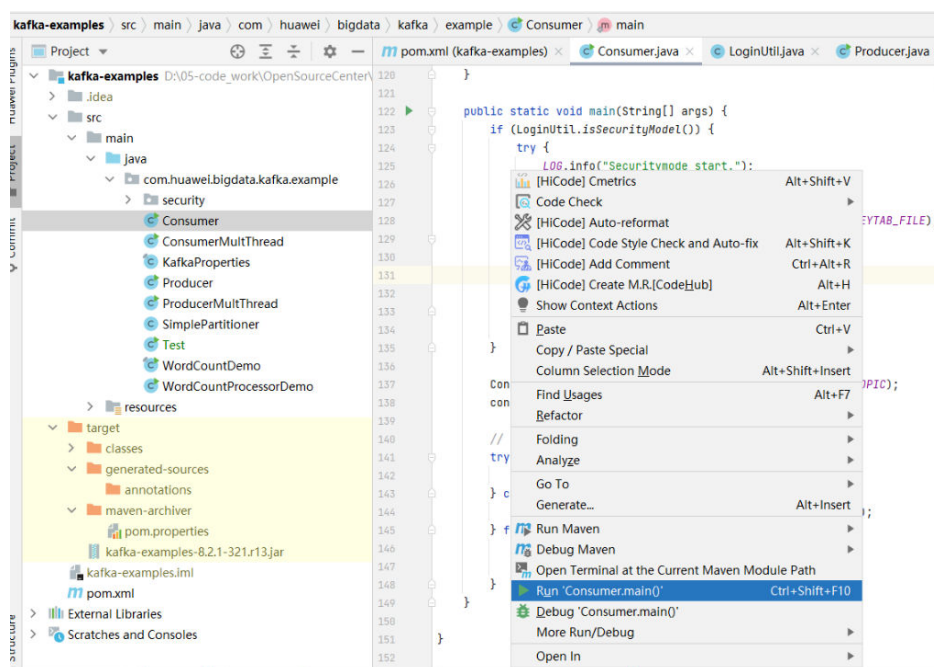 kafka-examples > src > main > java > com > huawei > bigdata > kafka > example > Consumer > main
Project
pom.xml (kafka-examples) × Consumer.java × LoginUtil.java × Producer.java
Project
Commit
kafka-examples D:\05-code_work\OpenSourceCenter\
.idea
src
main
java
com.huawei.bigdata.kafka.example
security
Consumer
ConsumerMultThread
KafkaProperties
Producer
ProducerMultThread
SimplePartitioner
Test
WordCountDemo
WordCountProcessorDemo
resources
target
classes
generated-sources
annotations
maven-archiver
pom.properties
kafka-examples-8.2.1-321.r13.jar
kafka-examples.iml
pom.xml
External Libraries
Scratches and Consoles
120 }
121
122 public static void main(String[] args) {
123 if (LoginUtil.isSecurityModel()) {
124 try {
125 LOG.info("Securitymode start.");
126
127
128 EYTAB_FILE)
129
130
131
132
133
134
135 }
136
137 Con OPIC);
138 con
139
140 //
141 try
142
143 } c
144 );
145 } f
146
147
148 }
149 }
150
151 }
152
[HiCode] Cmetrics Alt+Shift+V
Code Check
[HiCode] Auto-reformat
[HiCode] Code Style Check and Auto-fix Alt+Shift+K
[HiCode] Add Comment Ctrl+Alt+R
[HiCode] Create M.R.[CodeHub] Alt+H
Show Context Actions Alt+Enter
Paste Ctrl+V
Copy / Paste Special
Column Selection Mode Alt+Shift+Insert
Find Usages Alt+F7
Refactor
Folding
Analyze
Go To
Generate... Alt+Insert
Run Maven
Debug Maven
Open Terminal at the Current Maven Module Path
Run 'Consumer.main()' Ctrl+Shift+F10
Debug 'Consumer.main()'
More Run/Debug
Open In